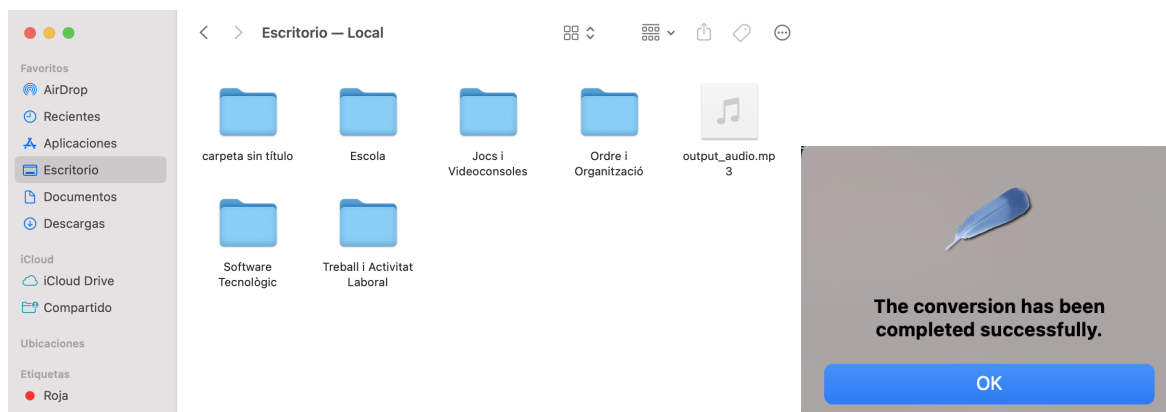 Escritorio — Local
Favoritos
AirDrop
Recientes
Aplicaciones
Escritorio
Documentos
Descargas
iCloud
iCloud Drive
Compartido
Ubicaciones
Etiquetas
Roja
carpeta sin título
Escola
Jocs i
Videoconsoles
Ordre i
Organització
output_audio.mp
3
Software
Tecnològic
Treball i Activitat
Laboral
The conversion has been
completed successfully.
OK